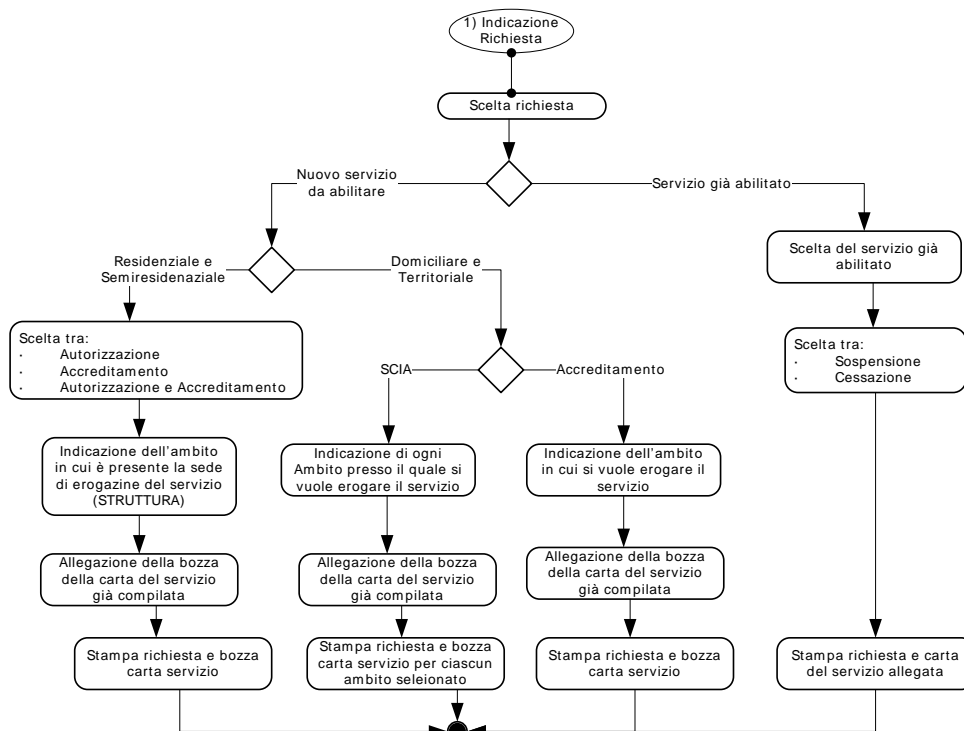 1) Indicazione
Richiesta
Scelta richiesta
Nuovo servizio
da abilitare
Servizio già abilitato
Residenziale e
Semiresidenaziale
Domiciliare e
Territoriale
Scelta del servizio già
abilitato
Scelta tra:
· Autorizzazione
· Accreditamento
· Autorizzazione e Accreditamento
SCIA
Accreditamento
Scelta tra:
· Sospensione
· Cessazione
Indicazione dell'ambito
in cui è presente la sede
di erogazine del servizio
(STRUTTURA)
Indicazione di ogni
Ambito presso il quale si
vuole erogare il servizio
Indicazione dell'ambito
in cui si vuole erogare il
servizio
Allegazione della bozza
della carta del servizio
già compilata
Allegazione della bozza
della carta del servizio
già compilata
Allegazione della bozza
della carta del servizio
già compilata
Stampa richiesta e bozza
carta servizio
Stampa richiesta e bozza
carta servizio per ciascun
ambito seleionato
Stampa richiesta e bozza
carta servizio
Stampa richiesta e carta
del servizio allegata